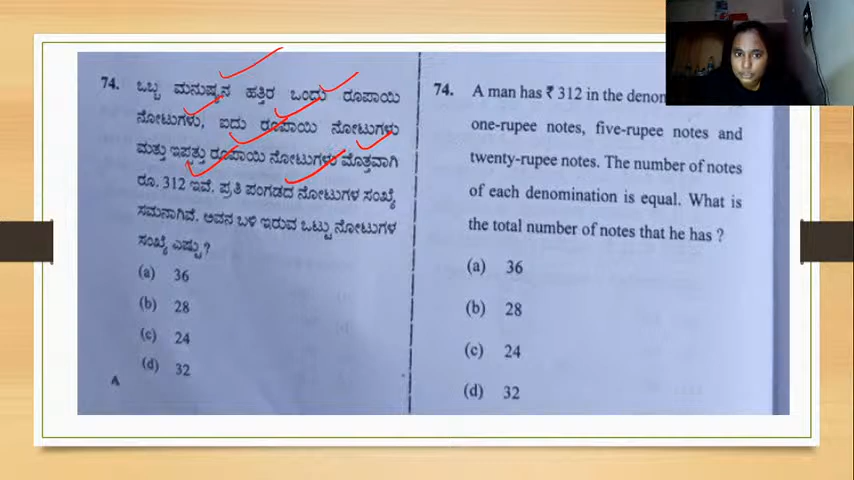 74. ಒಬ್ಬ ಮನುಷ್ಯನ ಹತ್ತಿರ ಒಂದು ರೂಪಾಯಿ
ನೋಟುಗಳು, ಐದು ರೂಪಾಯಿ ನೋಟುಗಳು
ಮತ್ತು ಇಪ್ಪತ್ತು ರೂಪಾಯಿ ನೋಟುಗಳು ಮೊತ್ತವಾಗಿ
ರೂ. 312 ಇವೆ. ಪ್ರತಿ ಪಂಗಡದ ನೋಟುಗಳ ಸಂಖ್ಯೆ
ಸಮನಾಗಿವೆ. ಅವನ ಬಳಿ ಇರುವ ಒಟ್ಟು ನೋಟುಗಳ
ಸಂಖ್ಯೆ ಎಷ್ಟು?
(a) 36
(b) 28
(c) 24
(d) 32
A
74. A man has ₹ 312 in the
one-rupee notes, five-rupee notes and
twenty-rupee notes. The number of notes
of each denomination is equal. What is
the total number of notes that he has ?
(a) 36
(b) 28
(c) 24
(d) 32